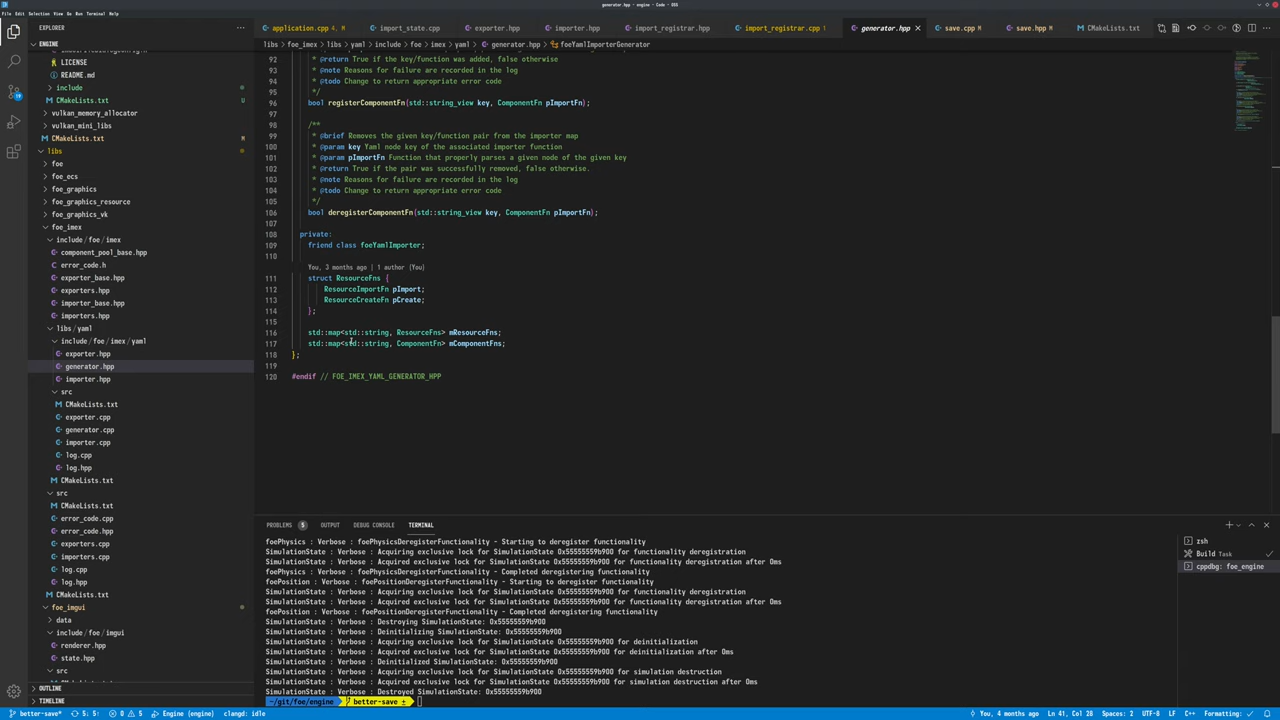 generator.hpp - engine - Code - OSS
File Edit Selection View Go Run Terminal Help
EXPLORER
application.cpp 4, M
import_state.cpp
exporter.hpp
importer.hpp
import_registrar.hpp
import_registrar.cpp 1
generator.hpp
save.cpp M
save.hpp M
CMakeLists.txt
ENGINE
LICENSE
README.md
include
CMakeLists.txt U
vulkan_memory_allocator
vulkan_mini_libs
CMakeLists.txt M
libs
foe
foe_ecs
foe_graphics
foe_graphics_resource
foe_graphics_vk
foe_imex
include / foe / imex
component_pool_base.hpp
error_code.h
exporter_base.hpp
exporters.hpp
importer_base.hpp
importers.hpp
libs / yaml
include / foe / imex / yaml
exporter.hpp
generator.hpp
importer.hpp
src
CMakeLists.txt
exporter.cpp
generator.cpp
importer.cpp
log.cpp
log.hpp
CMakeLists.txt
src
CMakeLists.txt
error_code.cpp
error_code.hpp
exporters.cpp
importers.cpp
log.cpp
log.hpp
CMakeLists.txt
foe_imgui
data
include / foe / imgui
renderer.hpp
state.hpp
src
OUTLINE
TIMELINE
libs > foe_imex > libs > yaml > include > foe > imex > yaml > generator.hpp > foeYamlImporterGenerator
92 * @return True if the key/function was added, false otherwise
93 * @note Reasons for failure are recorded in the log
94 * @todo Change to return appropriate error code
95 */
96 bool registerComponentFn(std::string_view key, ComponentFn pImportFn);
97
98 /**
99 * @brief Removes the given key/function pair from the importer map
100 * @param key Yaml node key of the associated importer function
101 * @param pImportFn Function that properly parses a given node of the given key
102 * @return True if the pair was successfully removed, false otherwise.
103 * @note Reasons for failure are recorded in the log
104 * @todo Change to return appropriate error code
105 */
106 bool deregisterComponentFn(std::string_view key, ComponentFn pImportFn);
107
108 private:
109 friend class foeYamlImporter;
110
You, 3 months ago | 1 author (You)
111 struct ResourceFns {
112 ResourceImportFn pImport;
113 ResourceCreateFn pCreate;
114 };
115
116 std::map<std::string, ResourceFns> mResourceFns;
117 std::map<std::string, ComponentFn> mComponentFns;
118 };
119
120 #endif // FOE_IMEX_YAML_GENERATOR_HPP
PROBLEMS 5 OUTPUT DEBUG CONSOLE TERMINAL
foePhysics : Verbose : foePhysicsDeregisterFunctionality - Starting to deregister functionality
SimulationState : Verbose : Acquiring exclusive lock for SimulationState 0x55555559b900 for functionality deregistration
SimulationState : Verbose : Acquired exclusive lock for SimulationState 0x55555559b900 for functionality deregistration after 0ms
foePhysics : Verbose : foePhysicsDeregisterFunctionality - Completed deregistering functionality
foePosition : Verbose : foePositionDeregisterFunctionality - Starting to deregister functionality
SimulationState : Verbose : Acquiring exclusive lock for SimulationState 0x55555559b900 for functionality deregistration
SimulationState : Verbose : Acquired exclusive lock for SimulationState 0x55555559b900 for functionality deregistration after 0ms
foePosition : Verbose : foePositionDeregisterFunctionality - Completed deregistering functionality
SimulationState : Verbose : Destroying SimulationState: 0x55555559b900
SimulationState : Verbose : Deinitializing SimulationState: 0x55555559b900
SimulationState : Verbose : Acquiring exclusive lock for SimulationState 0x55555559b900 for deinitialization
SimulationState : Verbose : Acquired exclusive lock for SimulationState 0x55555559b900 for deinitialization after 0ms
SimulationState : Verbose : Deinitialized SimulationState: 0x55555559b900
SimulationState : Verbose : Acquiring exclusive lock for SimulationState 0x55555559b900 for simulation destruction
SimulationState : Verbose : Acquired exclusive lock for SimulationState 0x55555559b900 for simulation destruction after 0ms
SimulationState : Verbose : Destroyed SimulationState: 0x55555559b900
~/git/foe/engine better-save ±
zsh
Build Task
cppdbg: foe_engine
better-save* 5↓ 5↑ 0 0 5 Engine (engine) clangd: idle
You, 4 months ago Ln 41, Col 28 Spaces: 2 UTF-8 LF C++ Formatting: ✓